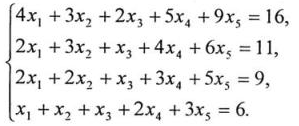 4x₁ + 3x₂ + 2x₃ + 5x₄ + 9x₅ = 16,
2x₁ + 3x₂ + x₃ + 4x₄ + 6x₅ = 11,
2x₁ + 2x₂ + x₃ + 3x₄ + 5x₅ = 9,
x₁ + x₂ + x₃ + 2x₄ + 3x₅ = 6.